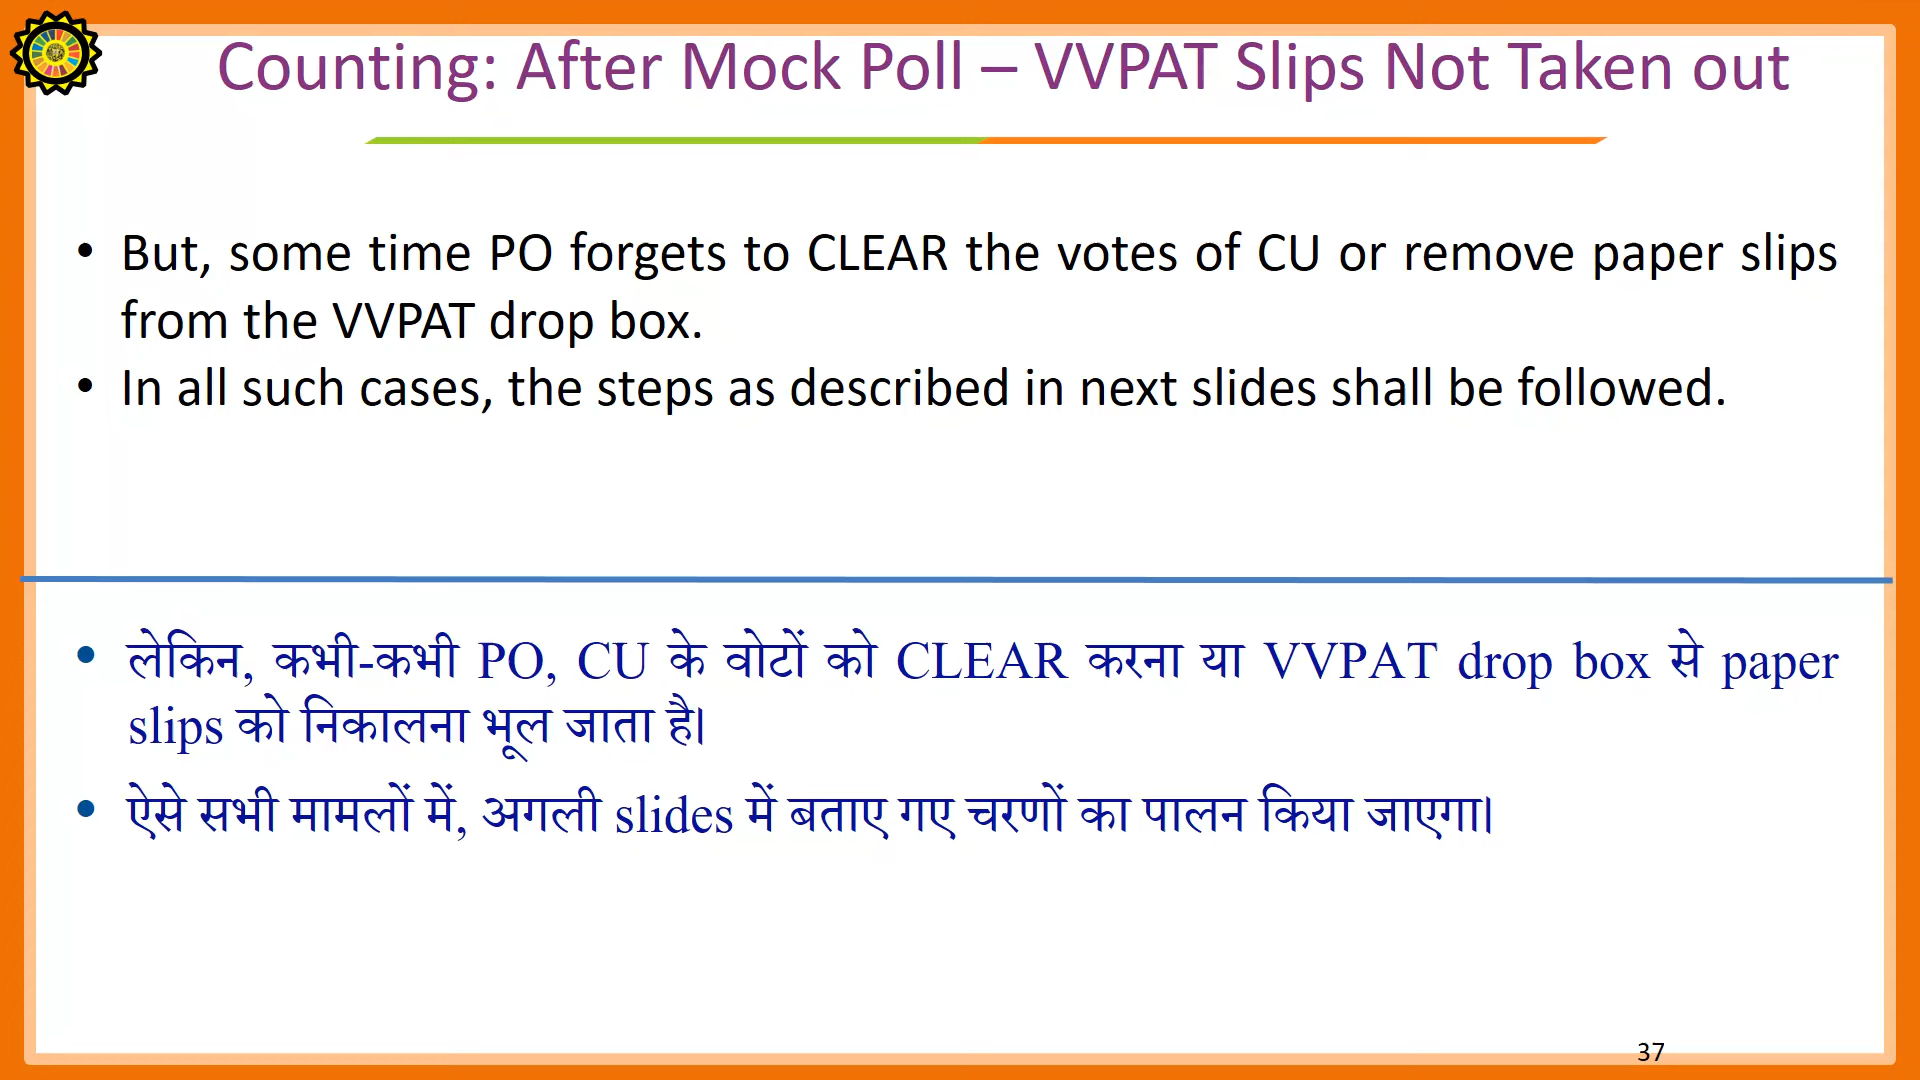 Counting: After Mock Poll – VVPAT Slips Not Taken out
• But, some time PO forgets to CLEAR the votes of CU or remove paper slips
from the VVPAT drop box.
• In all such cases, the steps as described in next slides shall be followed.
• लेकिन, कभी-कभी PO, CU के वोटों को CLEAR करना या VVPAT drop box से paper
slips को निकालना भूल जाता है।
• ऐसे सभी मामलों में, अगली slides में बताए गए चरणों का पालन किया जाएगा।
37